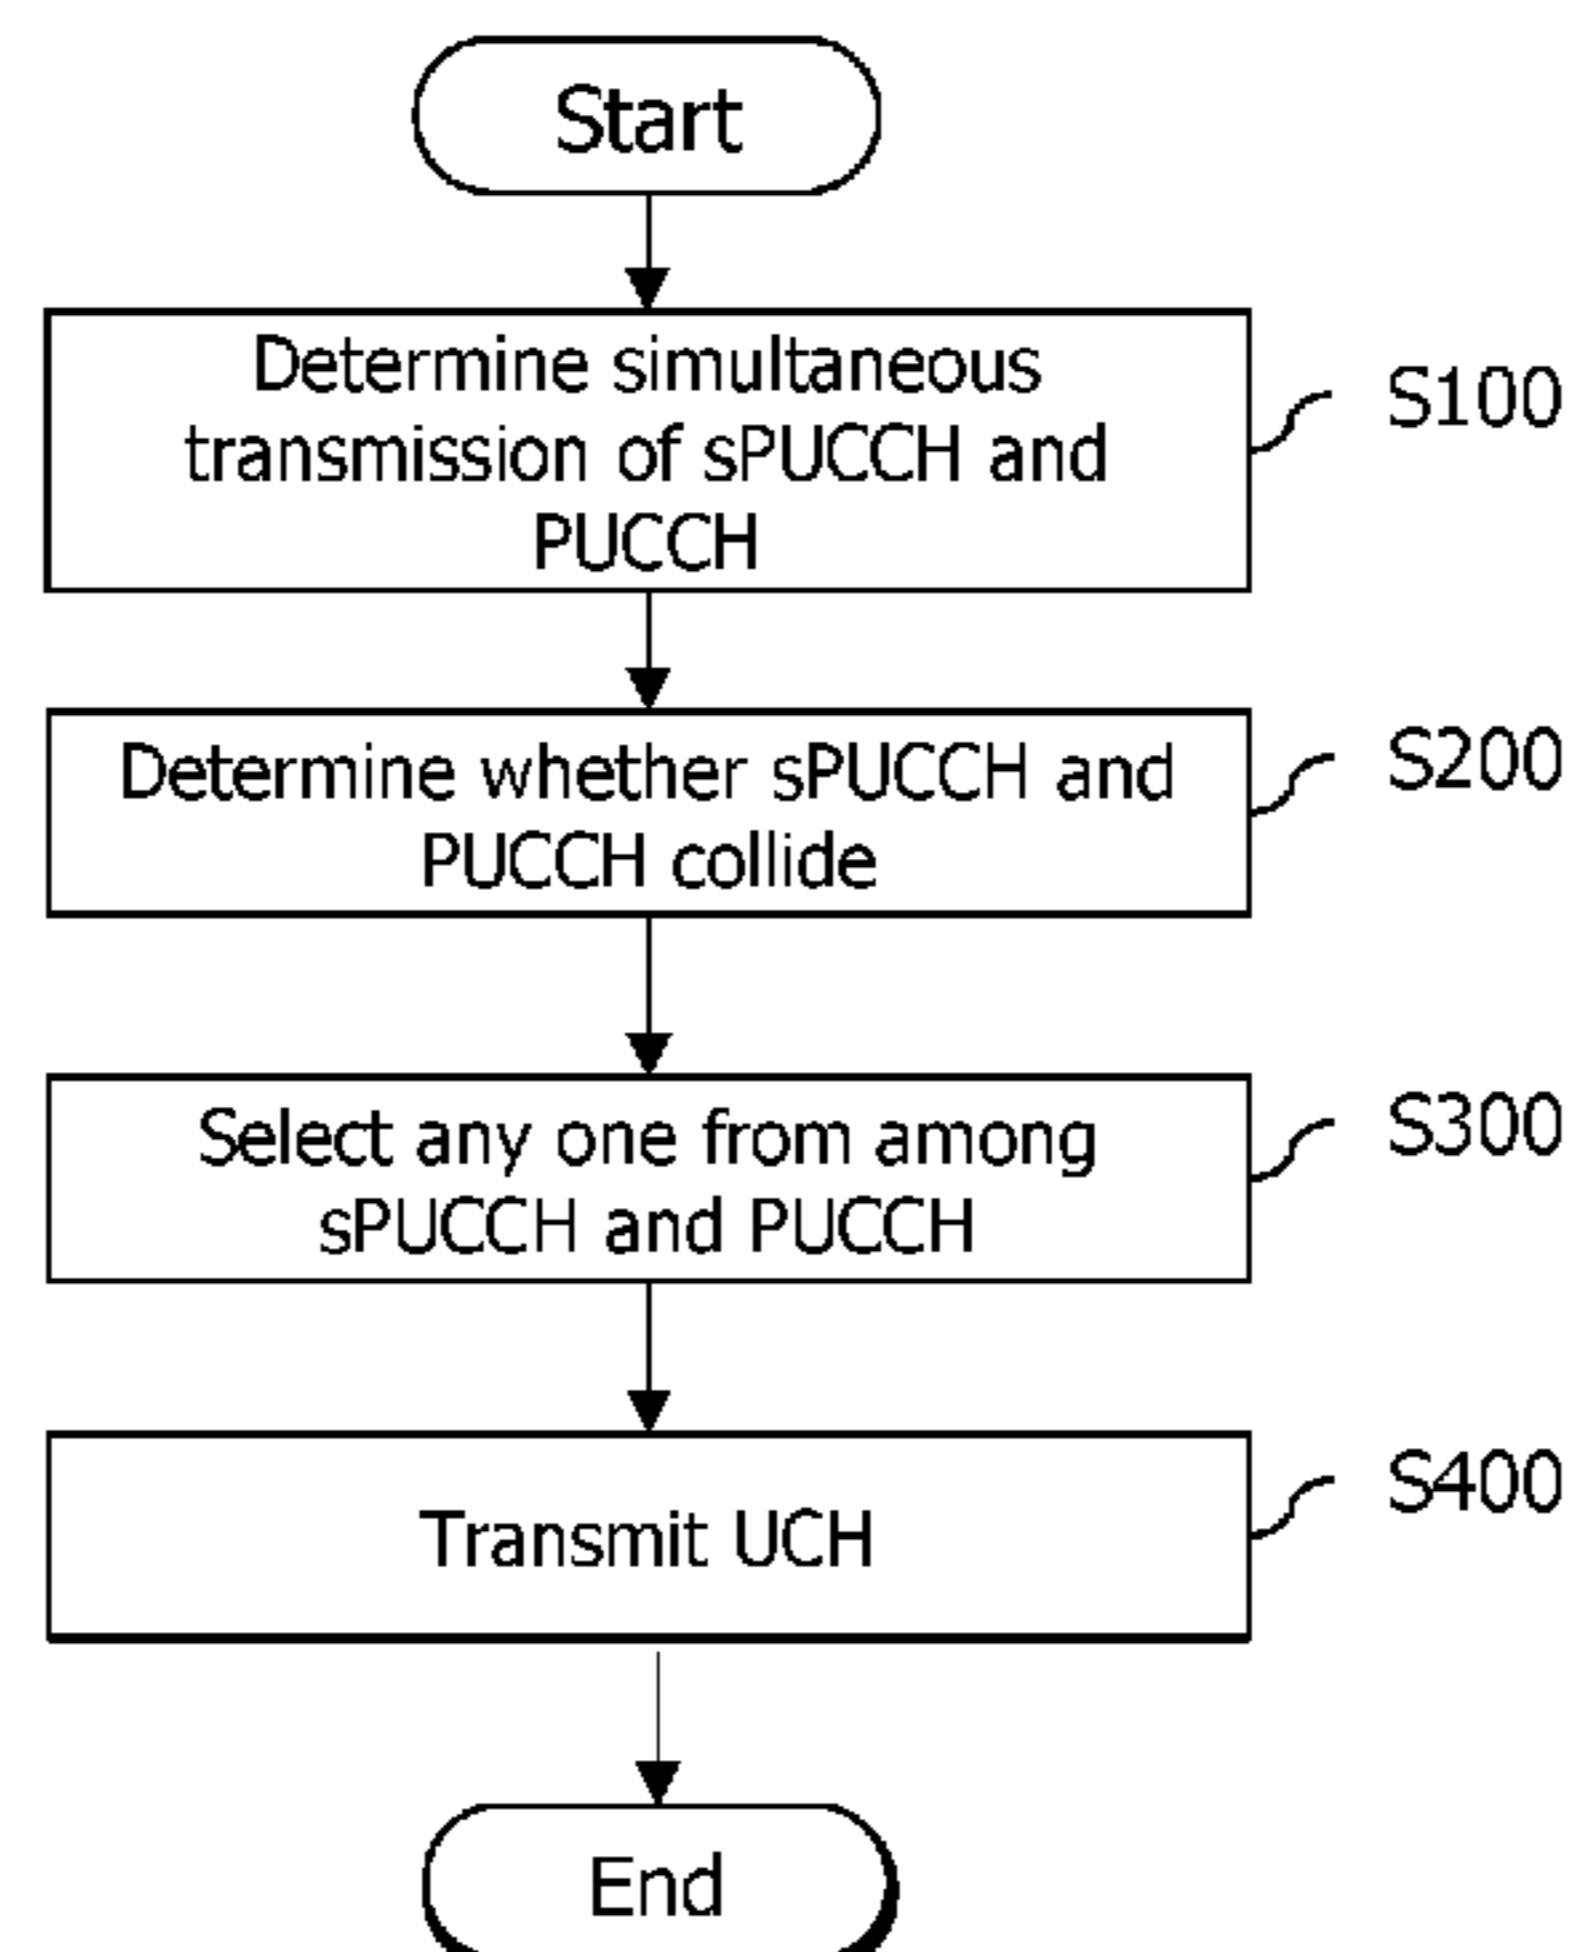 Start
Determine simultaneous
transmission of sPUCCH and
PUCCH
S100
Determine whether sPUCCH and
PUCCH collide
S200
Select any one from among
sPUCCH and PUCCH
S300
Transmit UCH
S400
End